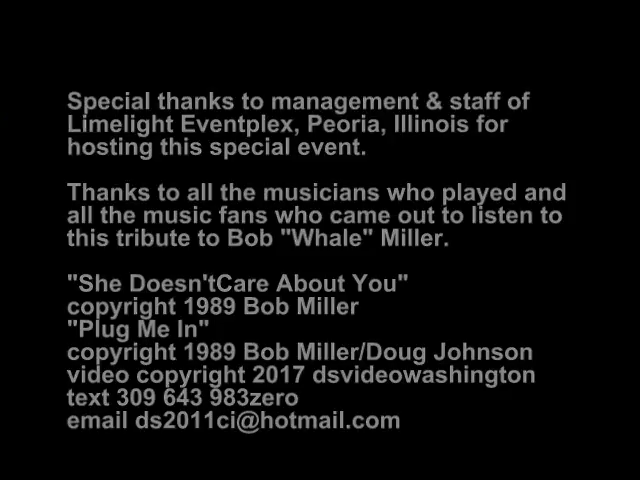 Special thanks to management & staff of
Limelight Eventplex, Peoria, Illinois for
hosting this special event.
Thanks to all the musicians who played and
all the music fans who came out to listen to
this tribute to Bob "Whale" Miller.
"She Doesn'tCare About You"
copyright 1989 Bob Miller
"Plug Me In"
copyright 1989 Bob Miller/Doug Johnson
video copyright 2017 dsvideowashington
text 309 643 983zero
email ds2011ci@hotmail.com